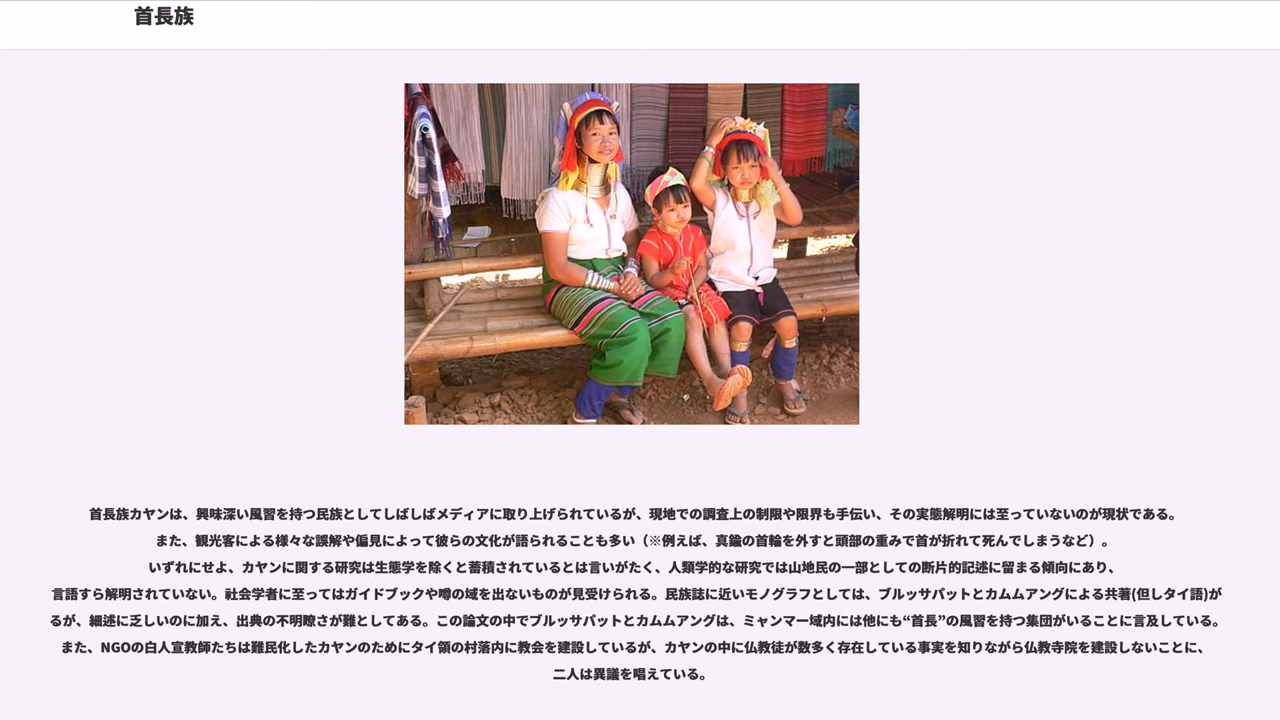 首長族
首長族カヤンは、興味深い風習を持つ民族としてしばしばメディアに取り上げられているが、現地での調査上の制限や限界も手伝い、その実態解明には至っていないのが現状である。
また、観光客による様々な誤解や偏見によって彼らの文化が語られることも多い（※例えば、真鍮の首輪を外すと頭部の重みで首が折れて死んでしまうなど）。
いずれにせよ、カヤンに関する研究は生態学を除くと蓄積されているとは言いがたく、人類学的な研究では山地民の一部としての断片的記述に留まる傾向にあり、
言語すら解明されていない。社会学者に至ってはガイドブックや噂の域を出ないものが見受けられる。民族誌に近いモノグラフとしては、ブルッサパットとカムムアングによる共著(但しタイ語)が
るが、細述に乏しいのに加え、出典の不明瞭さが難としてある。この論文の中でブルッサパットとカムムアングは、ミャンマー域内には他にも“首長”の風習を持つ集団がいることに言及している。
また、NGOの白人宣教師たちは難民化したカヤンのためにタイ領の村落内に教会を建設しているが、カヤンの中に仏教徒が数多く存在している事実を知りながら仏教寺院を建設しないことに、
二人は異議を唱えている。